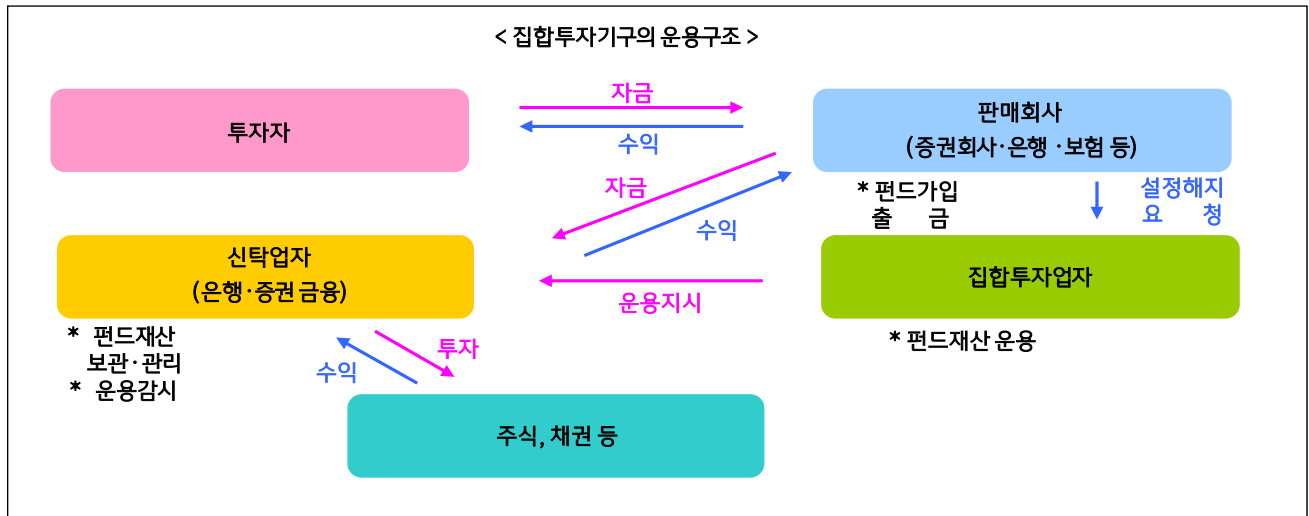 < 집합투자기구의 운용구조 >
자금
투자자
수익
판매회사
(증권회사·은행 ·보험 등)
자금
수익
* 펀드가입
출 금
설정해지
요 청
신탁업자
(은행·증권 금융)
운용지시
집합투자업자
* 펀드재산
보관·관리
* 운용감시
* 펀드재산 운용
투자
수익
주식, 채권 등